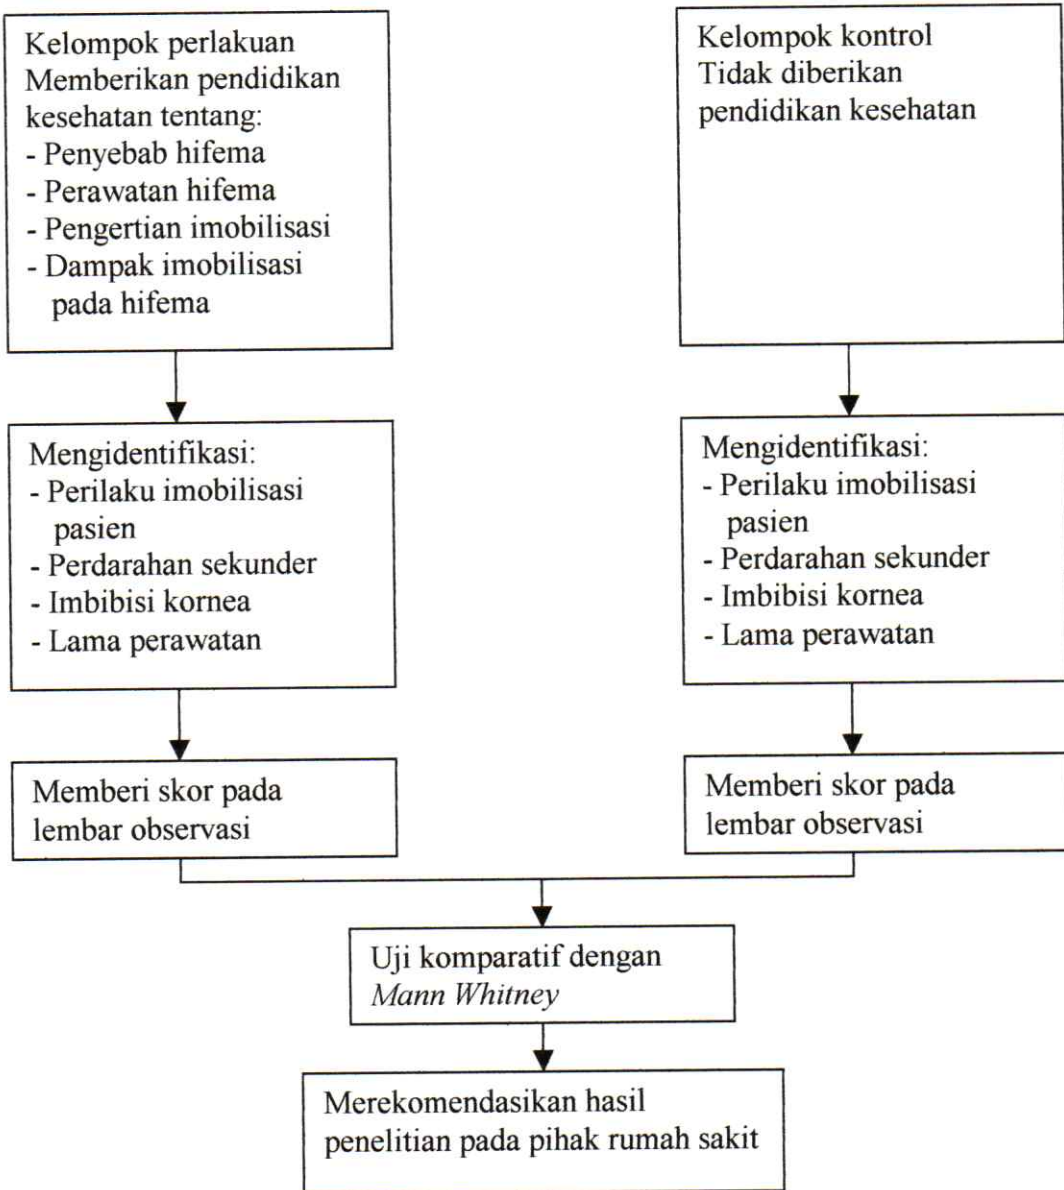 Kelompok perlakuan
Memberikan pendidikan
kesehatan tentang:
- Penyebab hifema
- Perawatan hifema
- Pengertian imobilisasi
- Dampak imobilisasi
pada hifema
Kelompok kontrol
Tidak diberikan
pendidikan kesehatan
Mengidentifikasi:
- Perilaku imobilisasi
pasien
- Perdarahan sekunder
- Imbibisi kornea
- Lama perawatan
Mengidentifikasi:
- Perilaku imobilisasi
pasien
- Perdarahan sekunder
- Imbibisi kornea
- Lama perawatan
Memberi skor pada
lembar observasi
Memberi skor pada
lembar observasi
Uji komparatif dengan
Mann Whitney
Merekomendasikan hasil
penelitian pada pihak rumah sakit